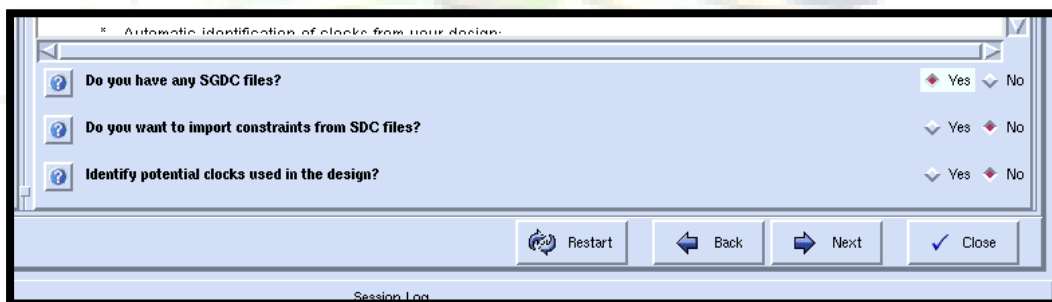 * Automatic identification of clocks from your design:
Do you have any SGDC files? Yes No
Do you want to import constraints from SDC files? Yes No
Identify potential clocks used in the design? Yes No
Restart Back Next Close
Session Log